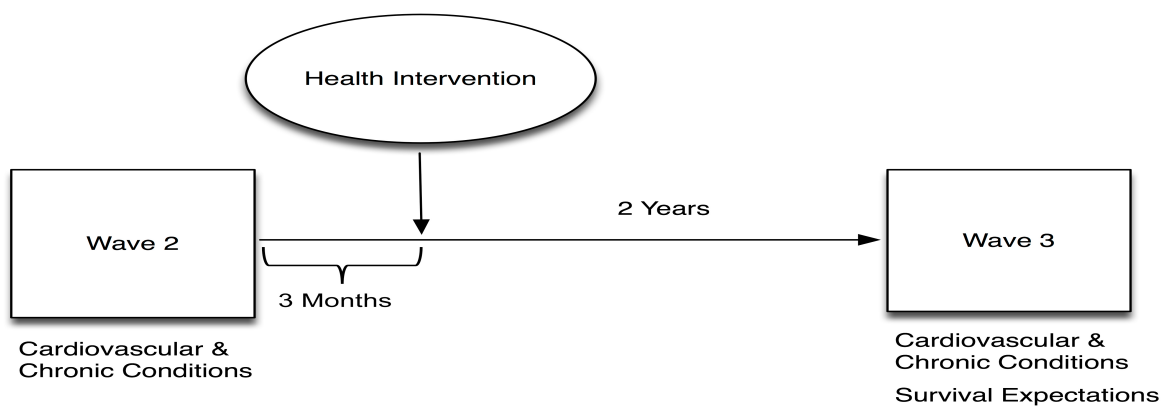 Health Intervention
2 Years
Wave 2
Wave 3
3 Months
Cardiovascular &
Chronic Conditions
Cardiovascular &
Chronic Conditions
Survival Expectations